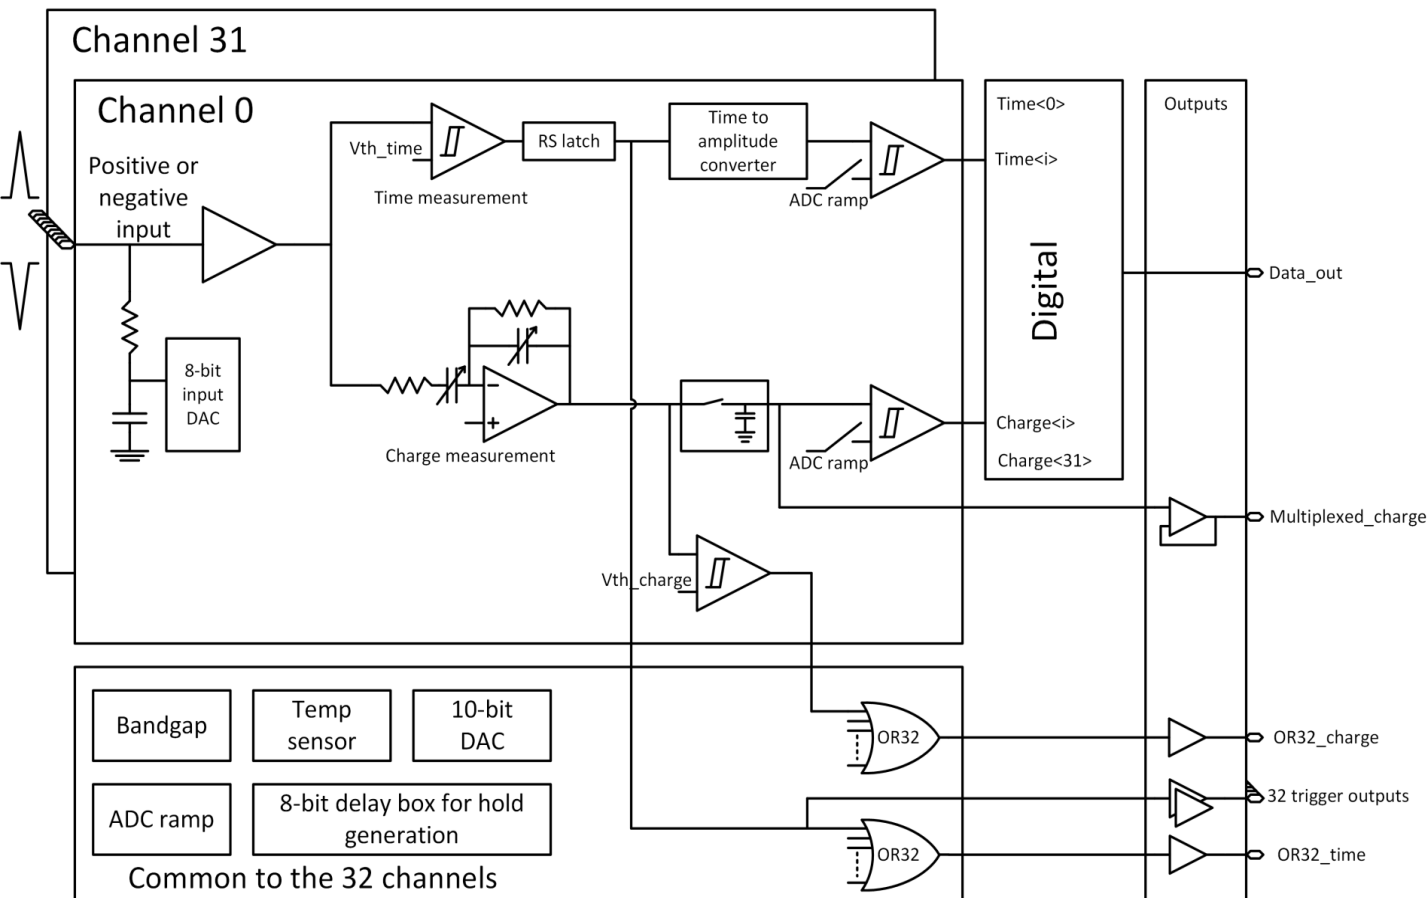 Channel 31
Channel 0
Positive or
negative
input
8-bit
input
DAC
Vth_time
Time measurement
RS latch
Time to
amplitude
converter
ADC ramp
Charge measurement
ADC ramp
Vth_charge
Time<0>
Time<i>
Digital
Charge<i>
Charge<31>
Outputs
Data_out
Multiplexed_charge
OR32_charge
32 trigger outputs
OR32_time
OR32
OR32
Bandgap
Temp
sensor
10-bit
DAC
ADC ramp
8-bit delay box for hold
generation
Common to the 32 channels
-
+